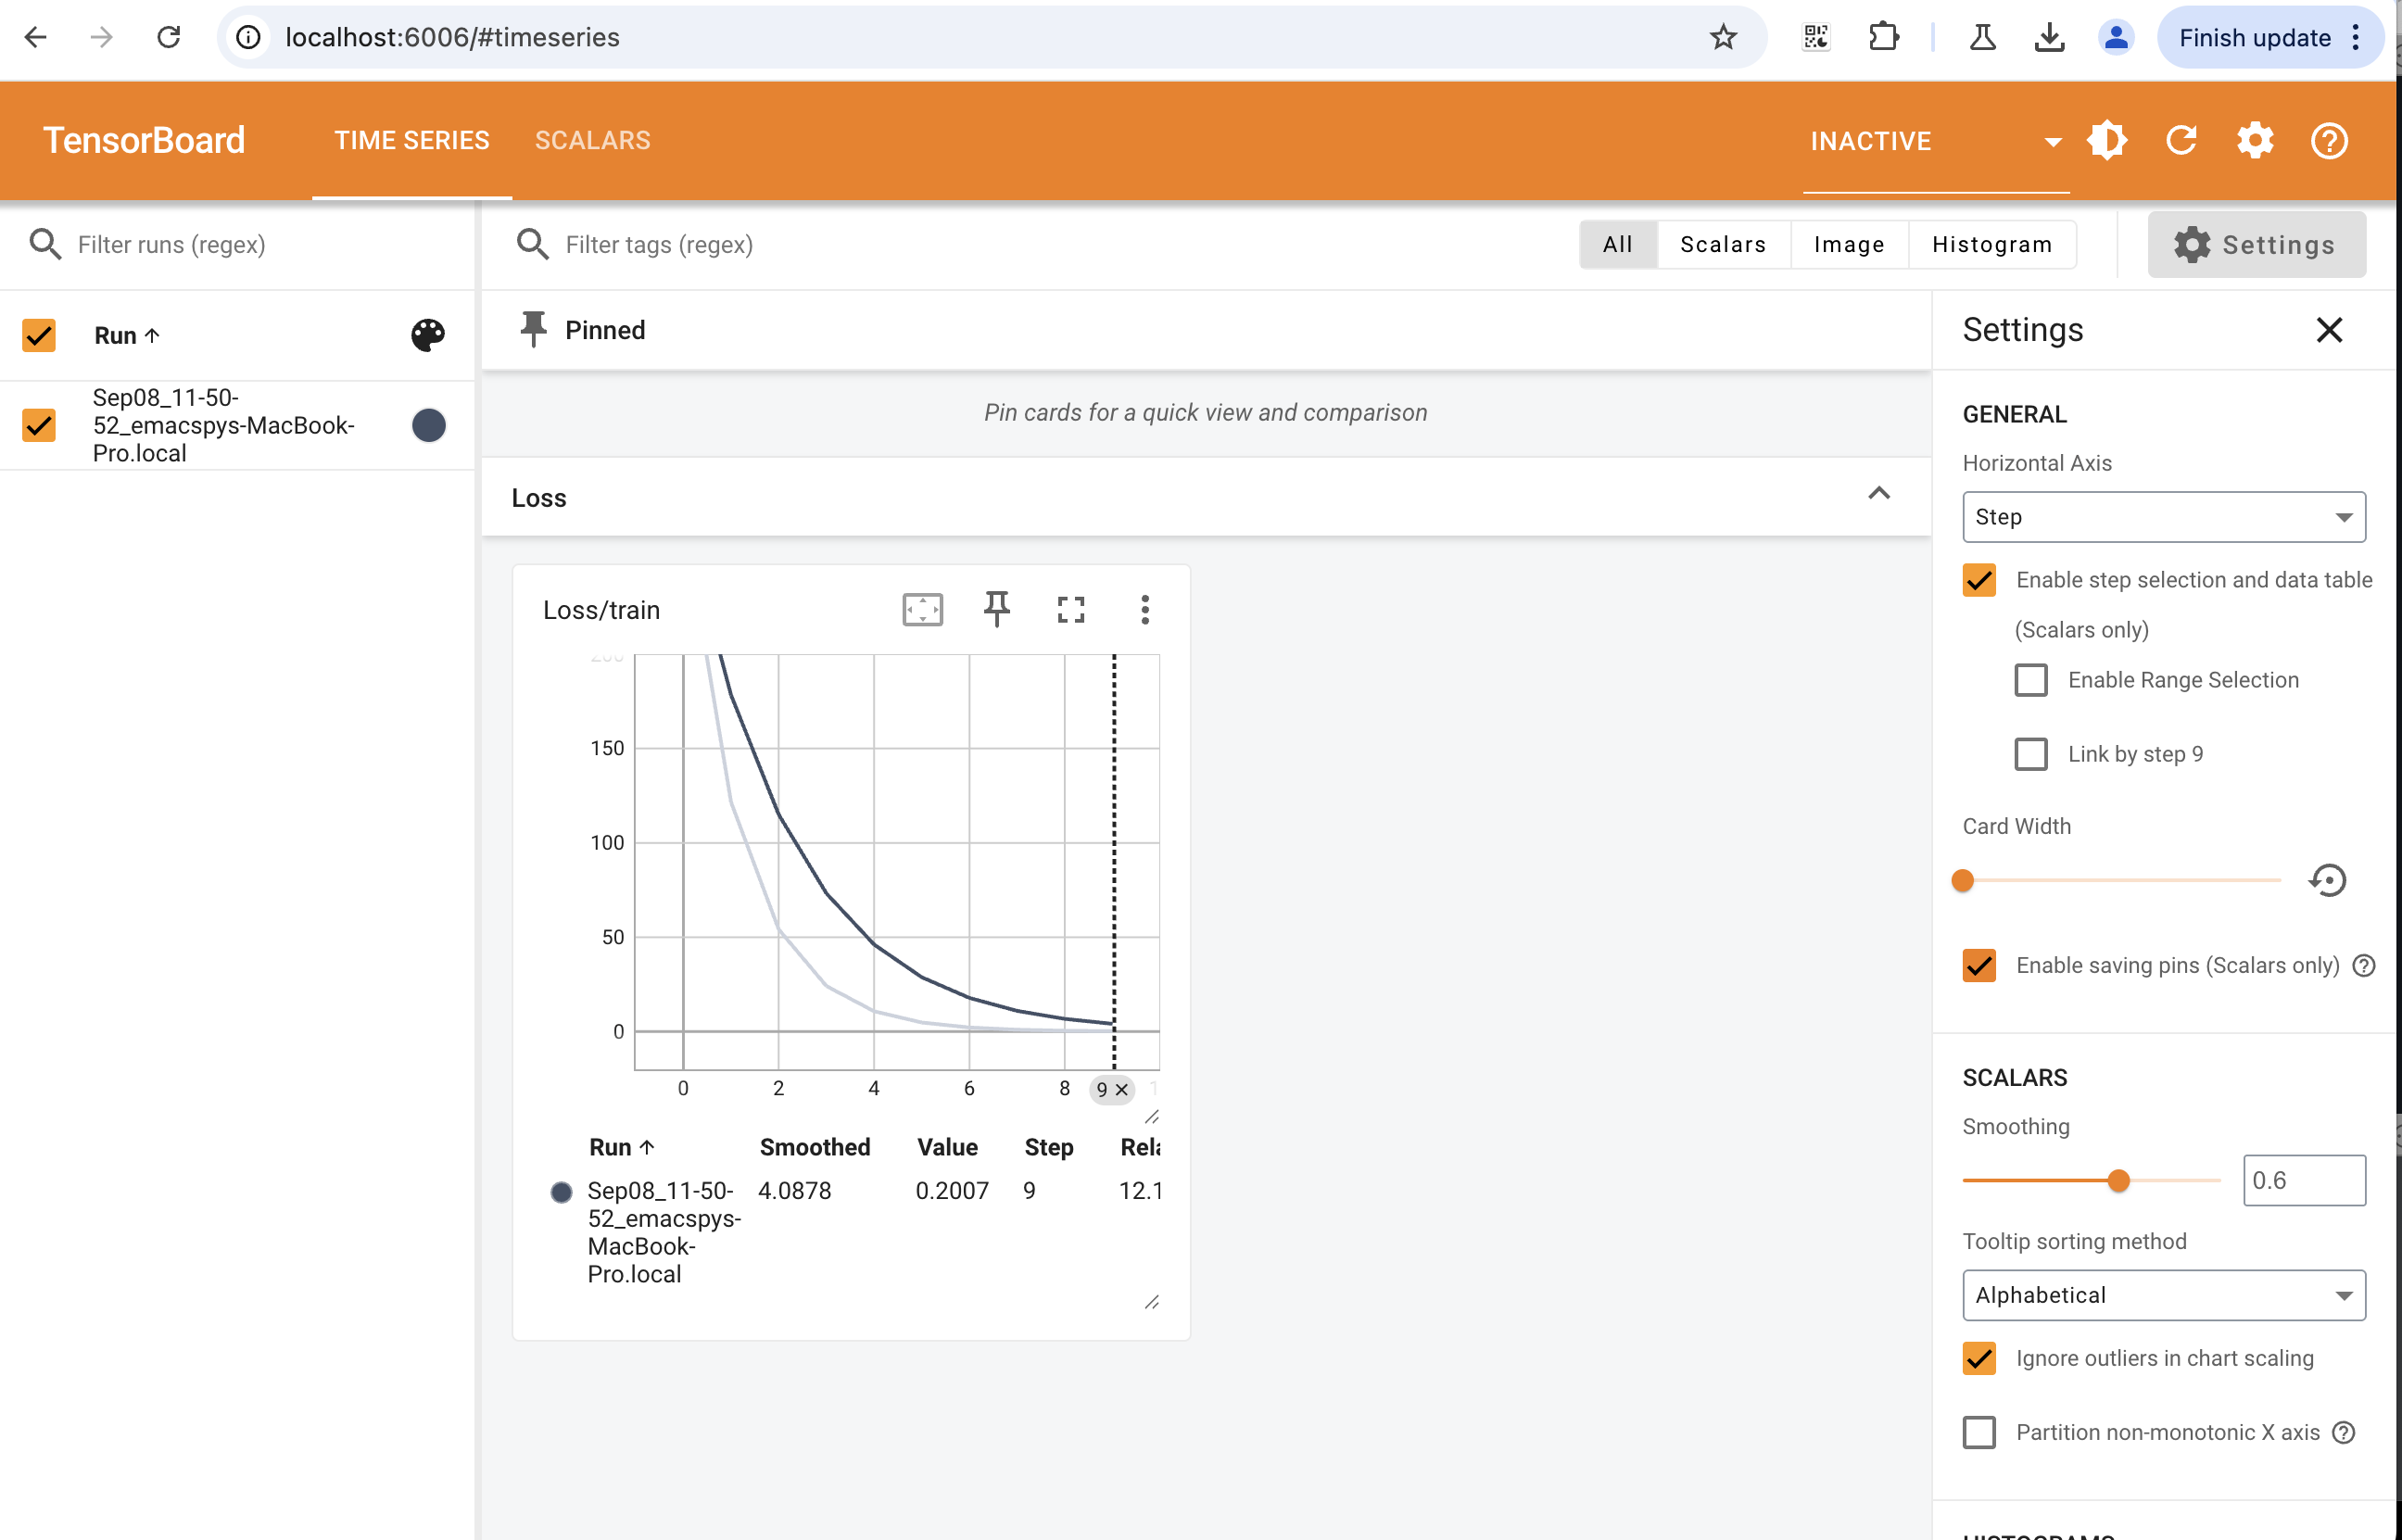 localhost:6006/#timeseries
Finish update
TensorBoard
TIME SERIES
SCALARS
INACTIVE
Filter runs (regex)
Filter tags (regex)
All
Scalars
Image
Histogram
Settings
Run
Sep08_11-50-
52_emacspys-MacBook-
Pro.local
Pinned
Pin cards for a quick view and comparison
Loss
Loss/train
150
100
50
0
0 2 4 6 8 9
Run Smoothed Value Step
Sep08_11-50- 4.0878 0.2007 9
52_emacspys-
MacBook-
Pro.local
Settings
GENERAL
Horizontal Axis
Step
Enable step selection and data table
(Scalars only)
Enable Range Selection
Link by step 9
Card Width
Enable saving pins (Scalars only)
SCALARS
Smoothing
0.6
Tooltip sorting method
Alphabetical
Ignore outliers in chart scaling
Partition non-monotonic X axis